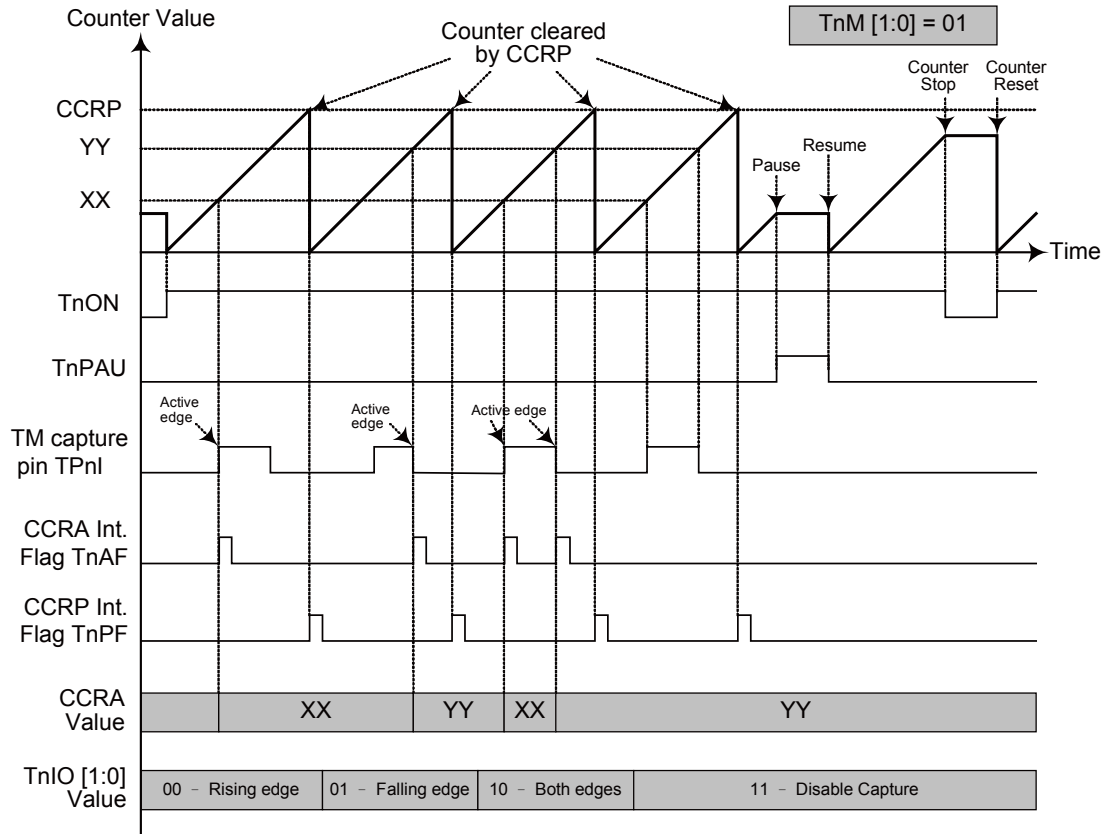 Counter Value
TnM [1:0] = 01
Counter cleared
by CCRP
Counter
Stop
Counter
Reset
CCRP
YY
Resume
Pause
XX
Time
TnON
TnPAU
Active
edge
Active
edge
Active edge
TM capture
pin TPnI
CCRA Int.
Flag TnAF
CCRP Int.
Flag TnPF
CCRA
Value
XX
YY
XX
YY
TnIO [1:0]
Value
00 – Rising edge
01 – Falling edge
10 – Both edges
11 – Disable Capture